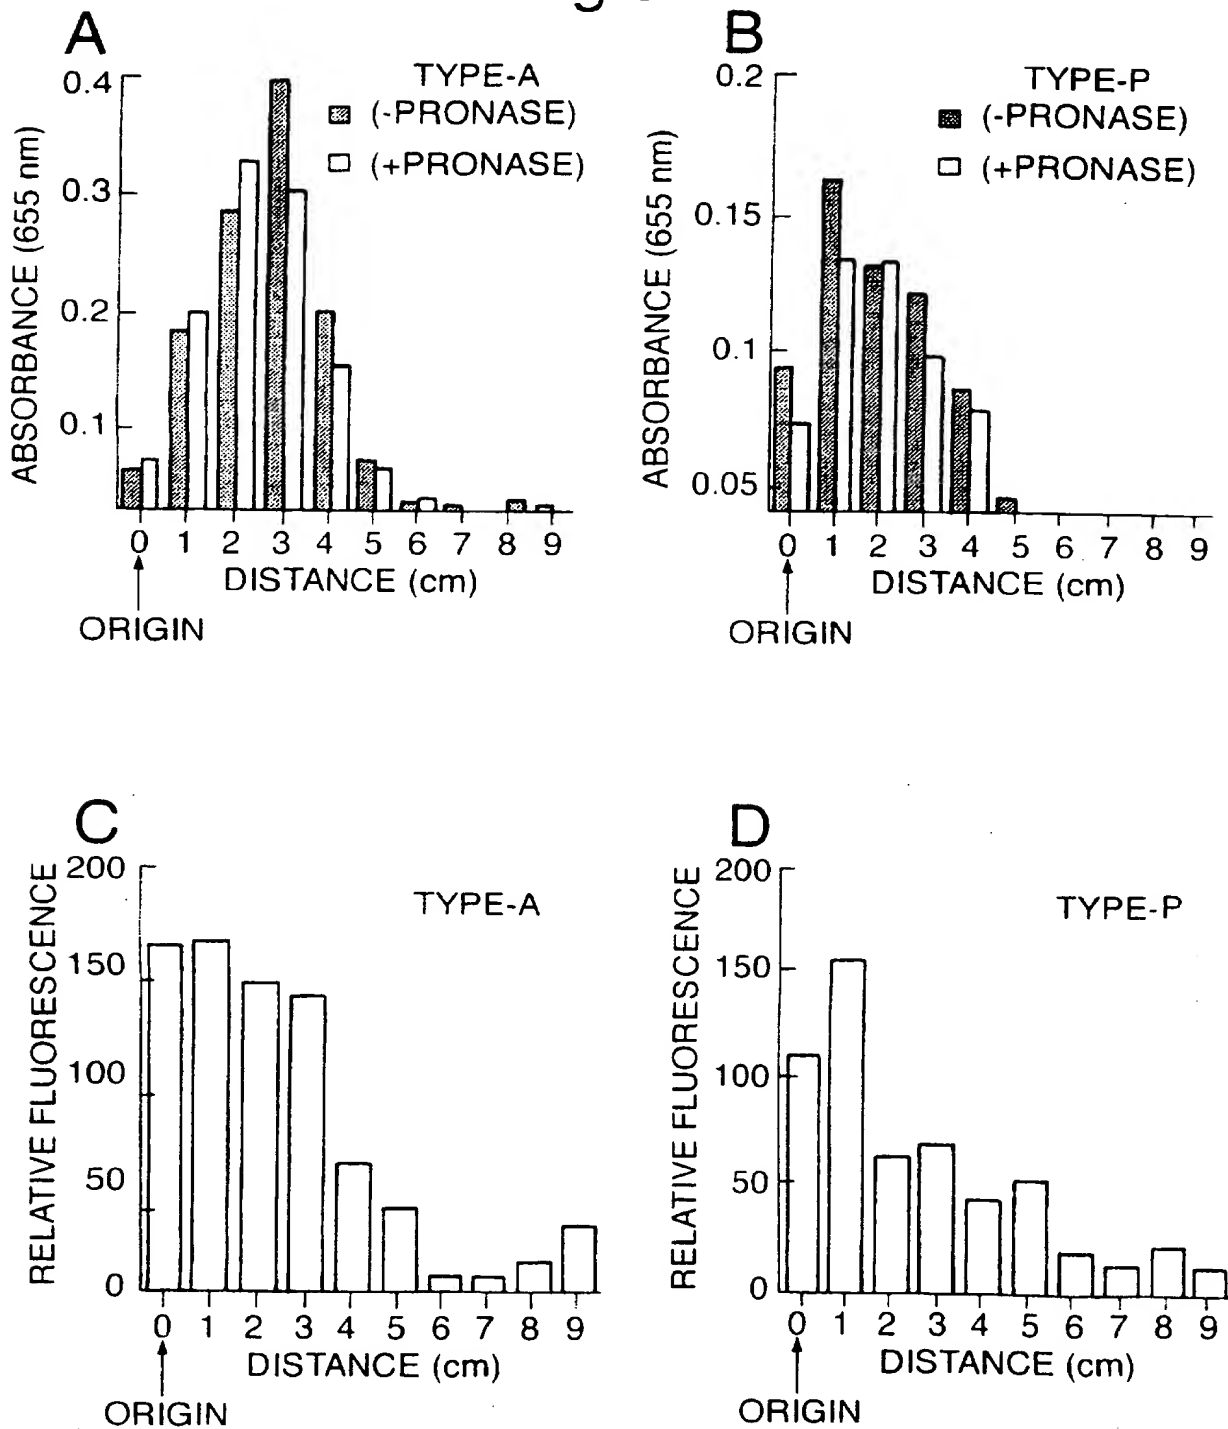 A
TYPE-A
(-PRONASE)
(+PRONASE)
ABSORBANCE (655 nm)
0.4
0.3
0.2
0.1
0 1 2 3 4 5 6 7 8 9
DISTANCE (cm)
ORIGIN
B
TYPE-P
(-PRONASE)
(+PRONASE)
ABSORBANCE (655 nm)
0.2
0.15
0.1
0.05
0 1 2 3 4 5 6 7 8 9
DISTANCE (cm)
ORIGIN
C
TYPE-A
RELATIVE FLUORESCENCE
200
150
100
50
0
0 1 2 3 4 5 6 7 8 9
DISTANCE (cm)
ORIGIN
D
TYPE-P
RELATIVE FLUORESCENCE
200
150
100
50
0
0 1 2 3 4 5 6 7 8 9
DISTANCE (cm)
ORIGIN